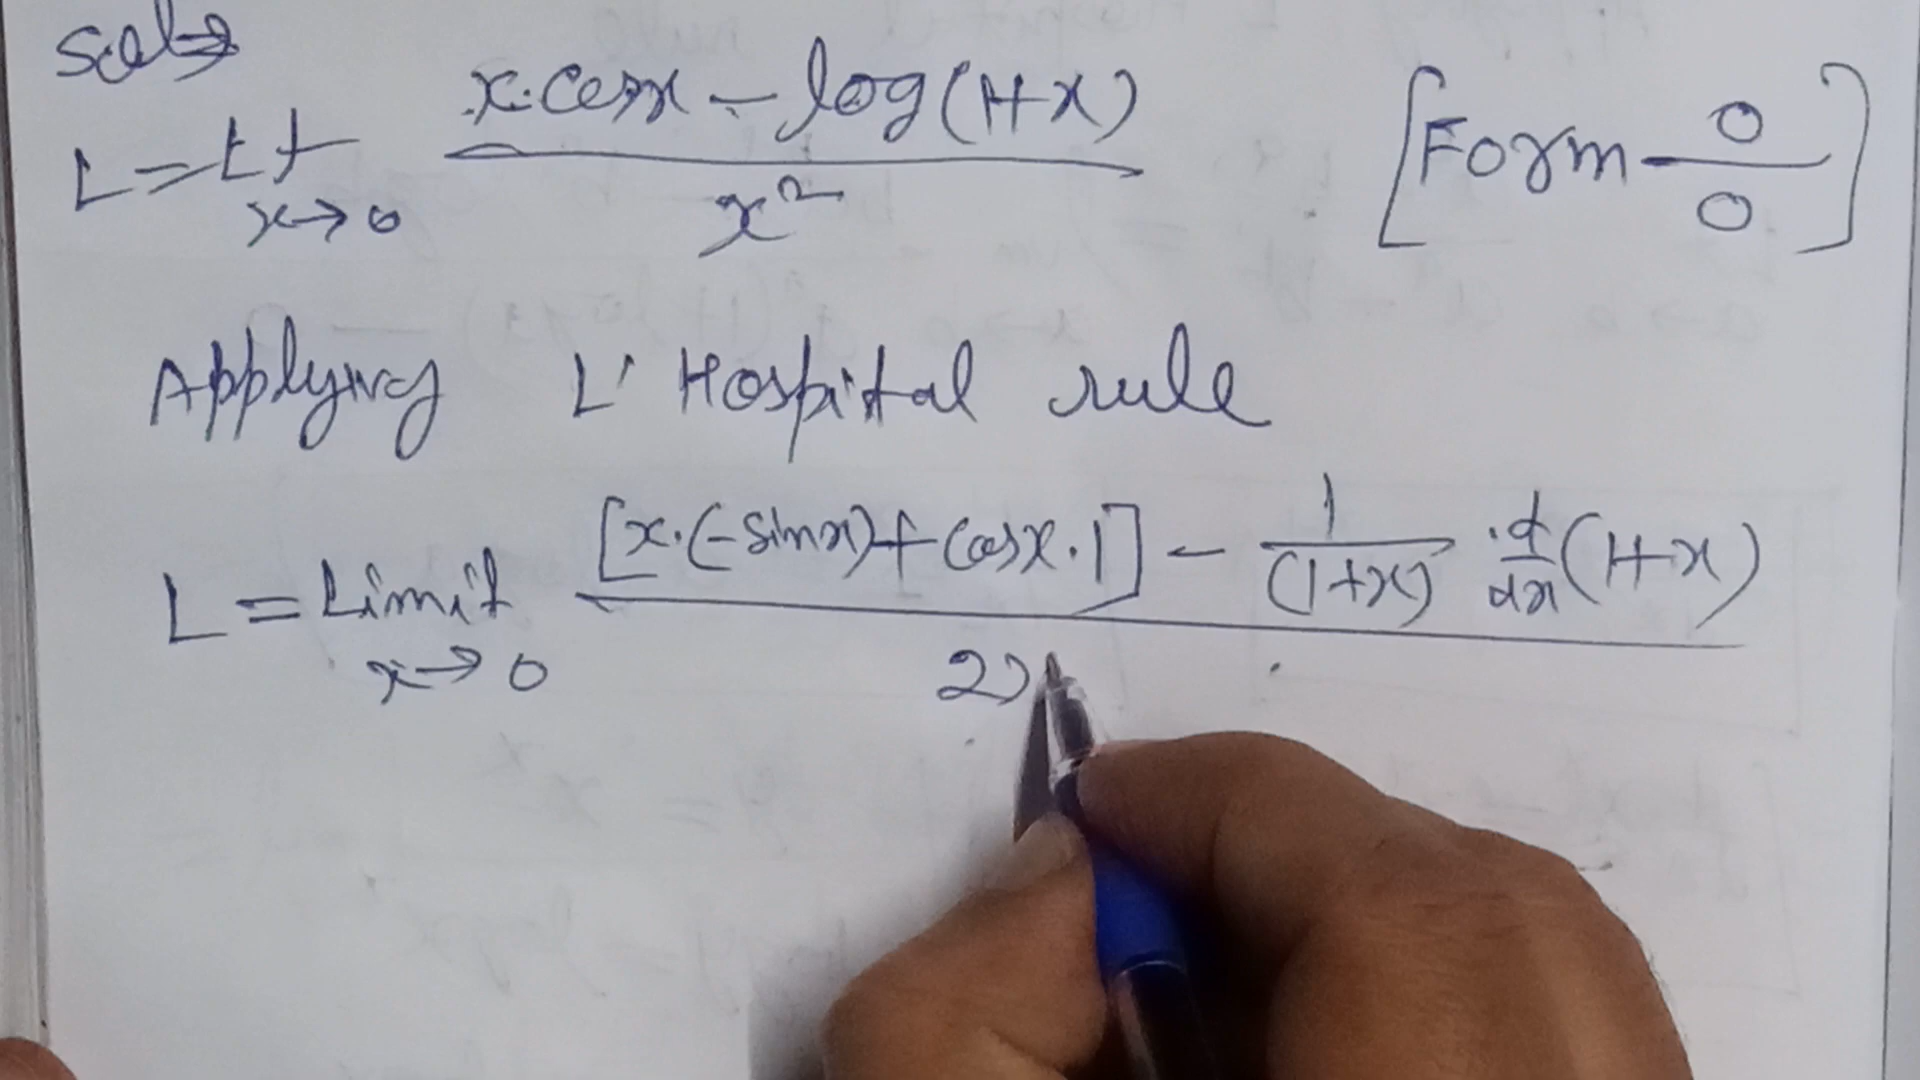 Sol→
L = Lt x→0 x.cosx - log(1+x) / x² [Form 0/0]
Applying L' Hospital rule
L = Limit x→0 [x.(-sinx)+cosx.1] - 1/(1+x) .d/dx(1+x) / 2x